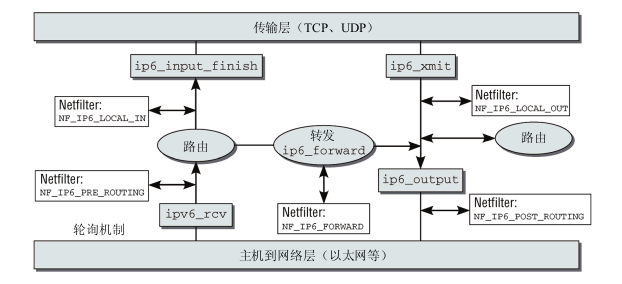 传输层（TCP、UDP）
ip6_input_finish
ip6_xmit
Netfilter:
NF_IP6_LOCAL_IN
Netfilter:
NF_IP6_LOCAL_OUT
路由
转发
ip6_forward
路由
Netfilter:
NF_IP6_PRE_ROUTING
ip6_output
ipv6_rcv
Netfilter:
NF_IP6_FORWARD
Netfilter:
NF_IP6_POST_ROUTING
轮询机制
主机到网络层（以太网等）